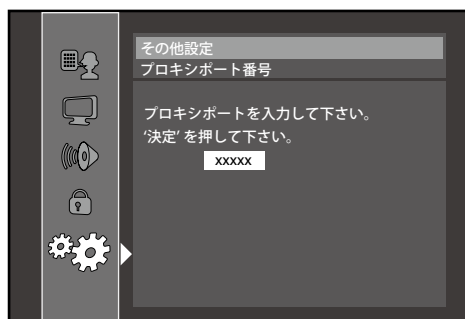 その他設定
プロキシポート番号
プロキシポートを入力して下さい。
‘決定’ を押して下さい。
xxxxx